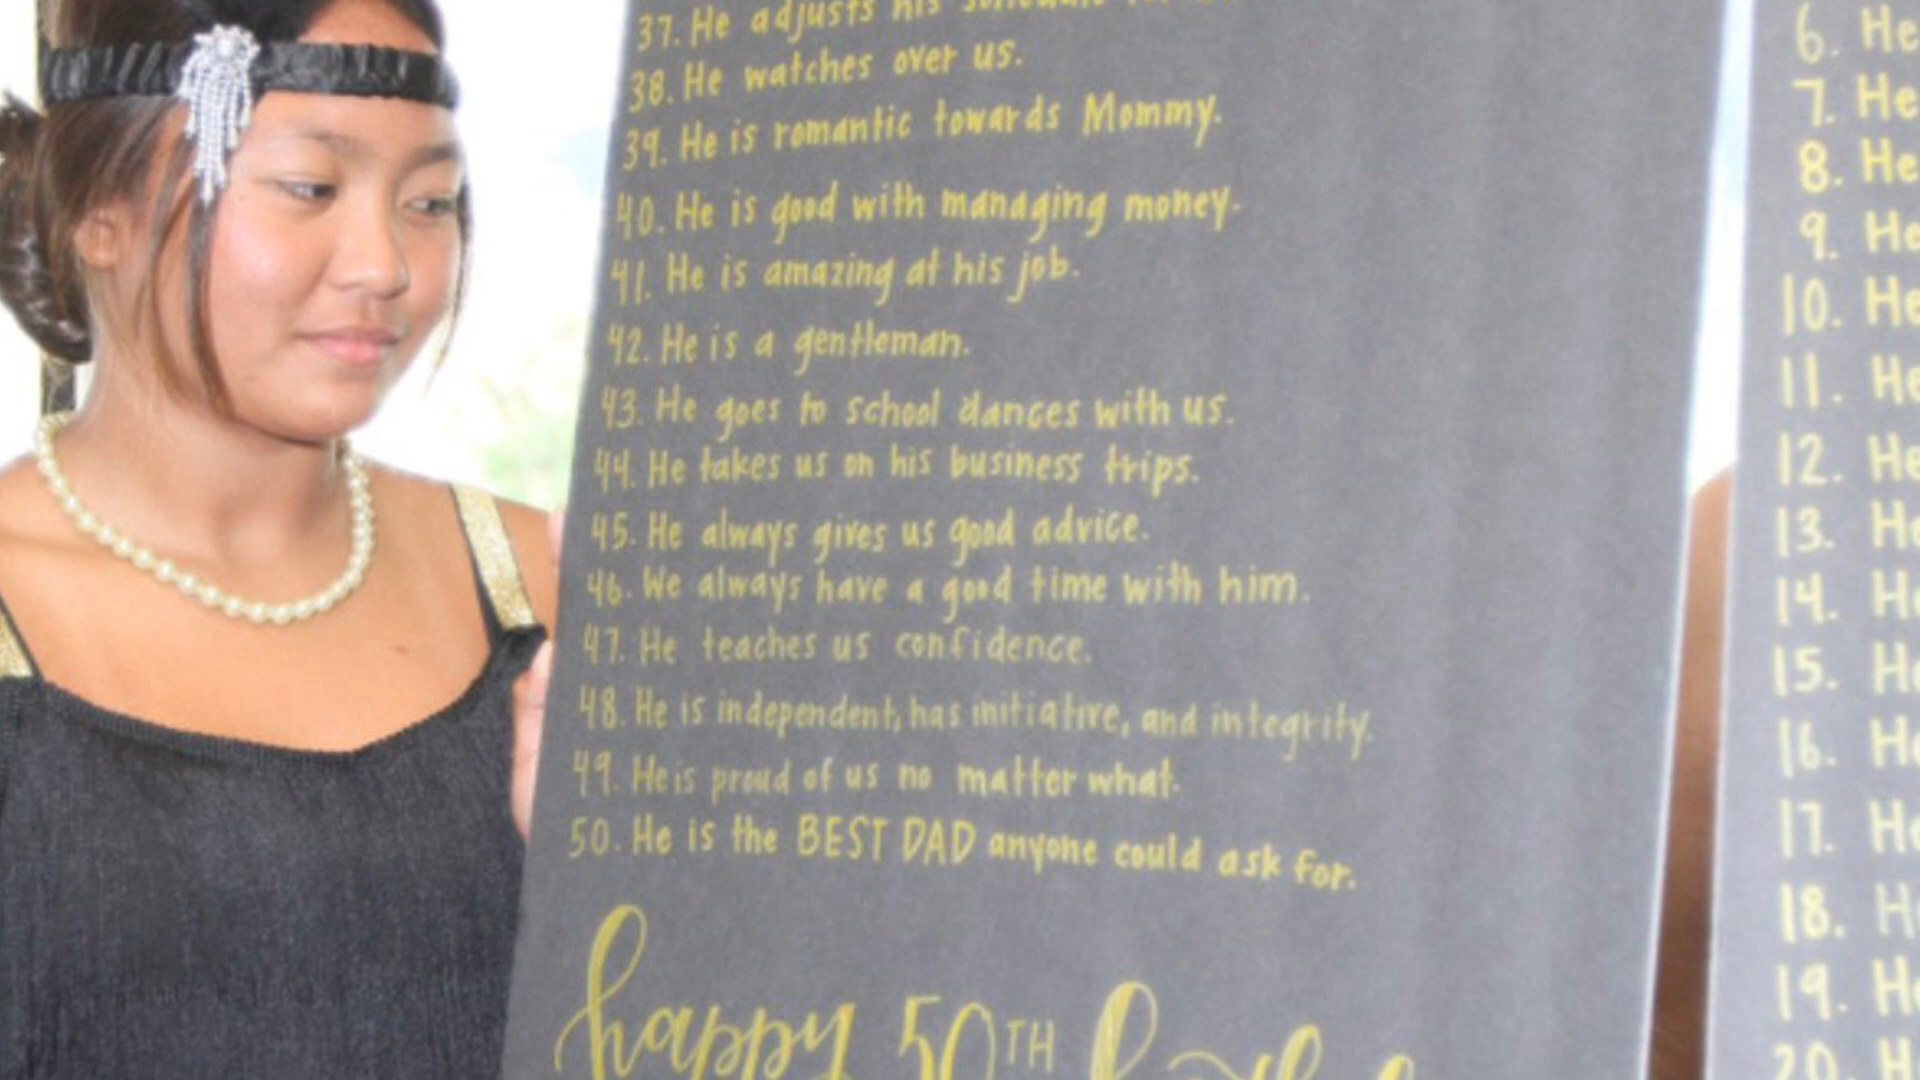 37. He adjusts his schedule
38. He watches over us.
39. He is romantic towards Mommy.
40. He is good with managing money.
41. He is amazing at his job.
42. He is a gentleman.
43. He goes to school dances with us.
44. He takes us on his business trips.
45. He always gives us good advice.
46. We always have a good time with him.
47. He teaches us confidence.
48. He is independent, has initiative, and integrity.
49. He is proud of us no matter what.
50. He is the BEST DAD anyone could ask for.
happy 50TH
6. He
7. He
8. He
9. He
10. He
11. He
12. He
13. He
14. He
15. He
16. He
17. He
18. H
19. He
20. H